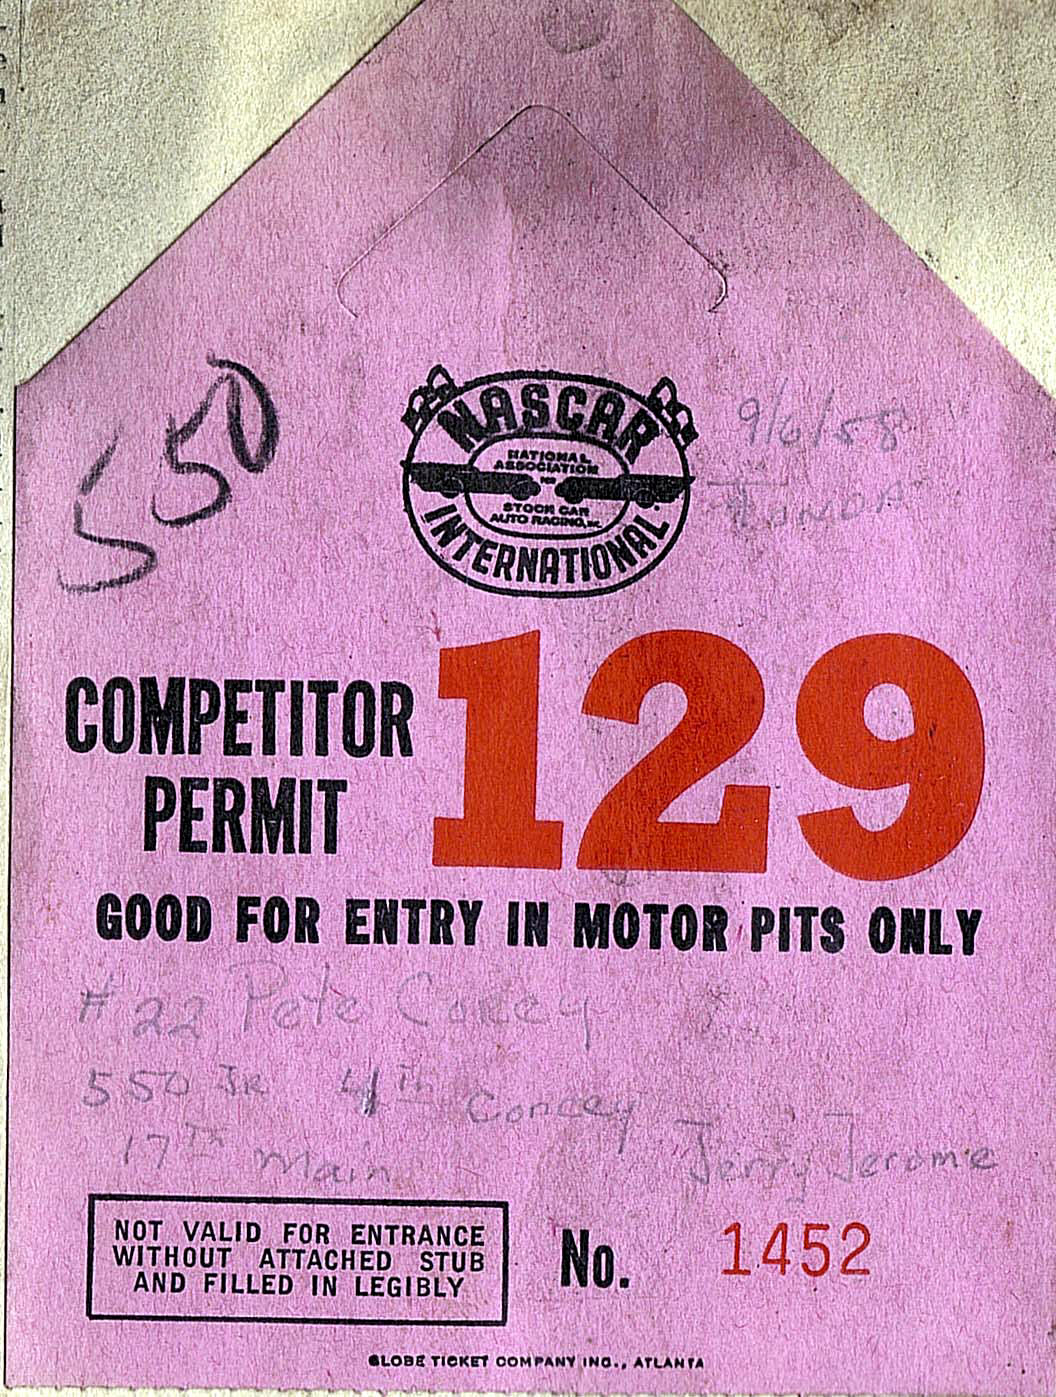 550
NASCAR
NATIONAL
ASSOCIATION
STOCK CAR
AUTO RACING, INC.
INTERNATIONAL
9/6/58
COMPETITOR
PERMIT
129
GOOD FOR ENTRY IN MOTOR PITS ONLY
# 22 Pete Corey
550 JR 4th
17TH Main
Jerry Jerome
NOT VALID FOR ENTRANCE
WITHOUT ATTACHED STUB
AND FILLED IN LEGIBLY
No. 1452
GLOBE TICKET COMPANY INC., ATLANTA